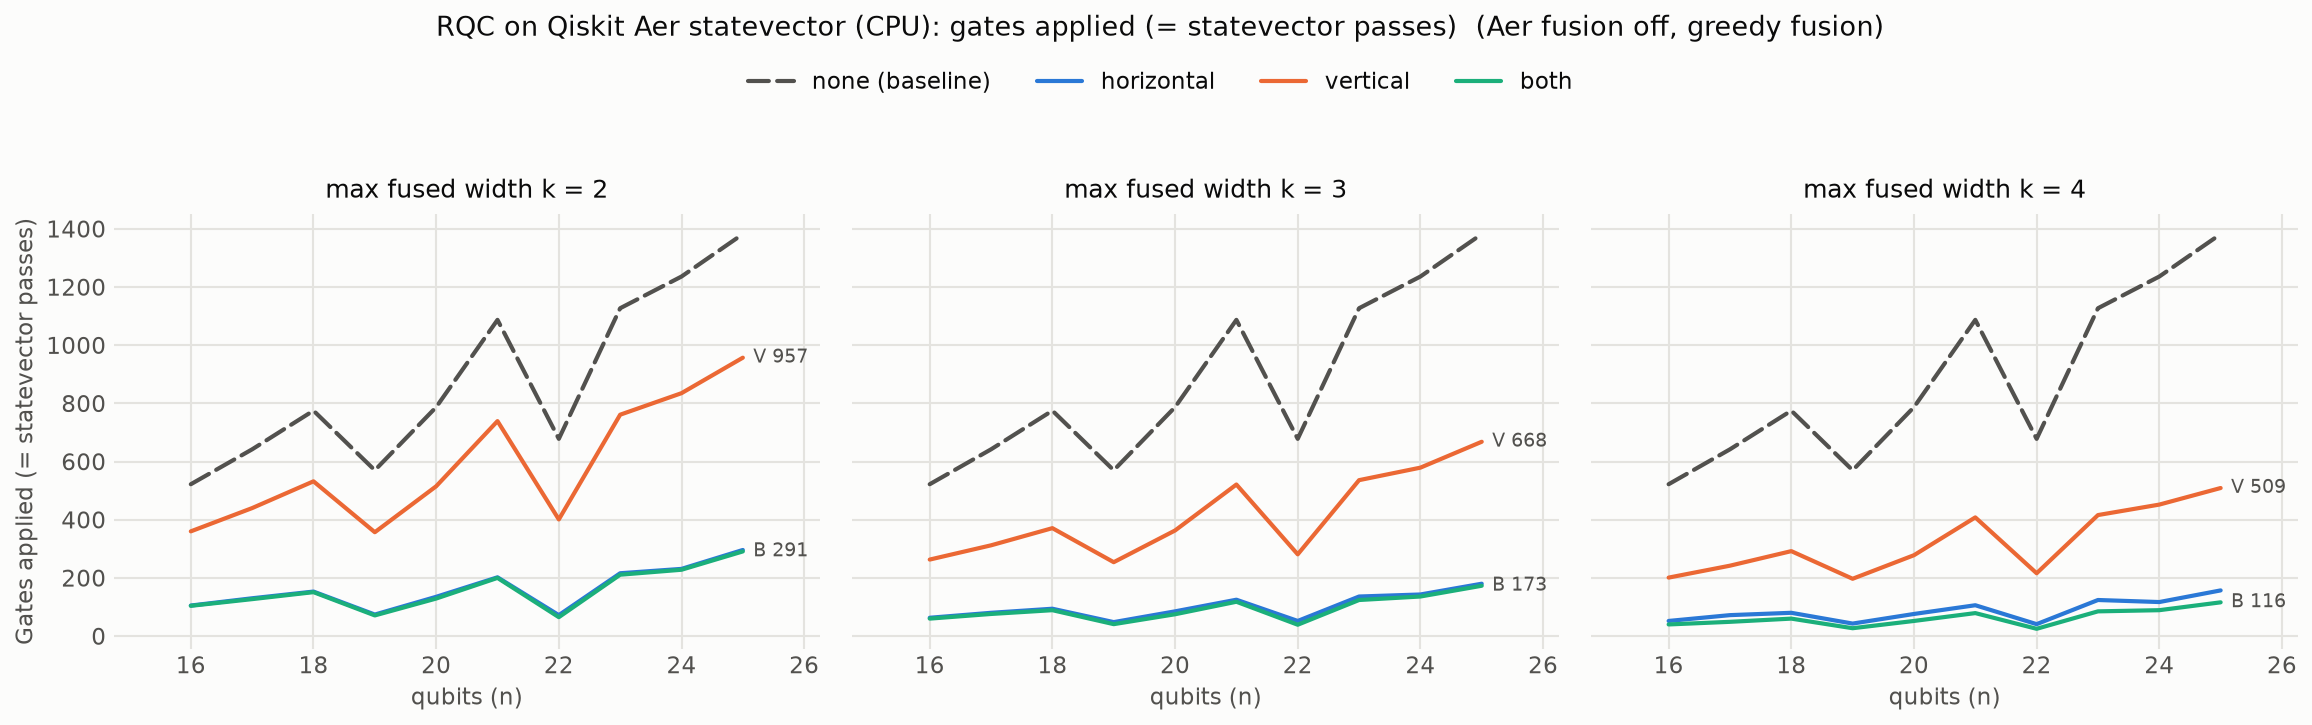 RQC on Qiskit Aer statevector (CPU): gates applied (= statevector passes)  (Aer fusion off, greedy fusion)
none (baseline) horizontal vertical both
max fused width k = 2
max fused width k = 3
max fused width k = 4
Gates applied (= statevector passes)
1400
1200
1000
800
600
400
200
0
V 957
B 291
V 668
B 173
V 509
B 116
16 18 20 22 24 26
16 18 20 22 24 26
16 18 20 22 24 26
qubits (n)
qubits (n)
qubits (n)